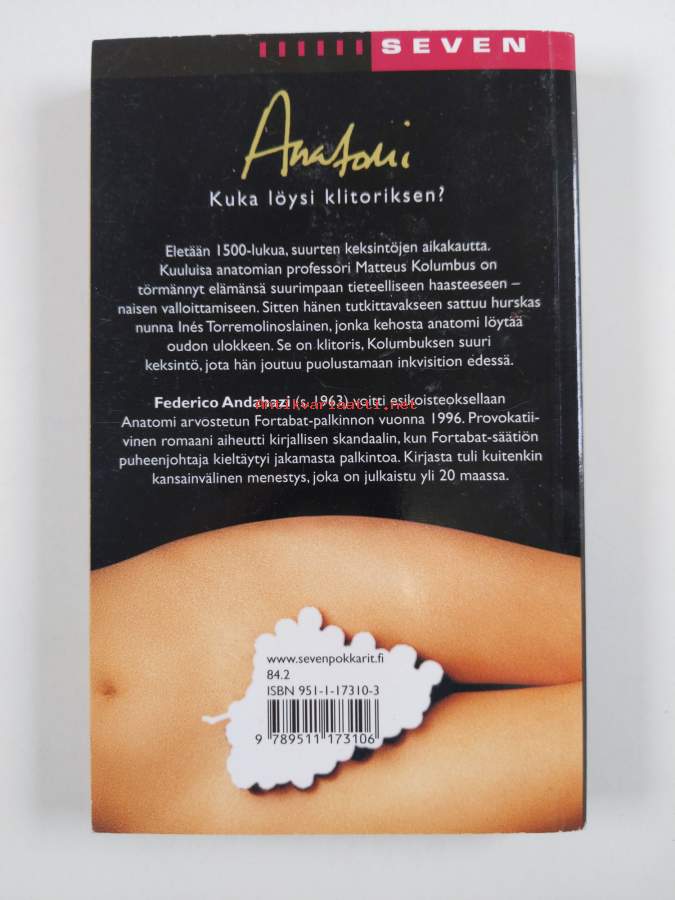 SEVEN
Anatomi
Kuka löysi klitoriksen?
Eletään 1500-lukua, suurten keksintöjen aikakautta.
Kuuluisa anatomian professori Matteus Kolumbus on
törmännyt elämänsä suurimpaan tieteelliseen haasteeseen –
naisen valloittamiseen. Sitten hänen tutkittavakseen sattuu hurskas
nunna Inés Torremolinoslainen, jonka kehosta anatomi löytää
oudon ulokkeen. Se on klitoris, Kolumbuksen suuri
keksintö, jota hän joutuu puolustamaan inkvisition edessä.
Federico Andahazi (s. 1963) voitti esikoisteoksellaan
antikvariaatti.net
Anatomi arvostetun Fortabat-palkinnon vuonna 1996. Provokatii-
vinen romaani aiheutti kirjallisen skandaalin, kun Fortabat-säätiön
puheenjohtaja kieltäytyi jakamasta palkintoa. Kirjasta tuli kuitenkin
kansainvälinen menestys, joka on julkaistu yli 20 maassa.
www.sevenpokkarit.fi
84.2
ISBN 951-1-17310-3
9 789511 173106